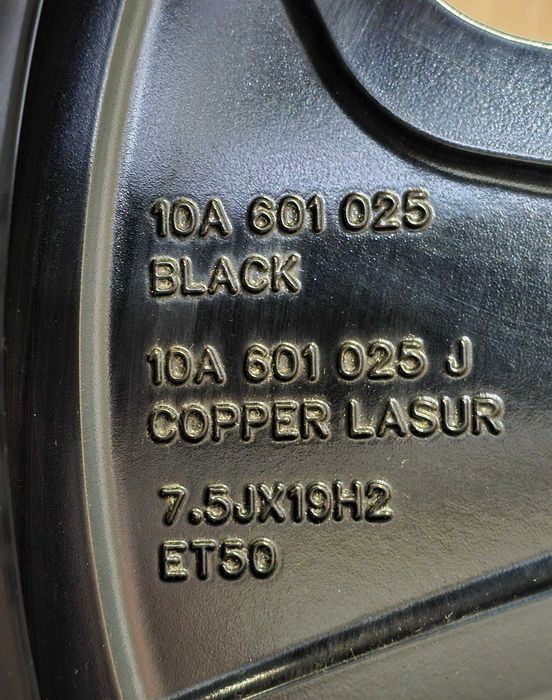 10A 601 025
BLACK
10A 601 025 J
COPPER LASUR
7.5JX19H2
ET50